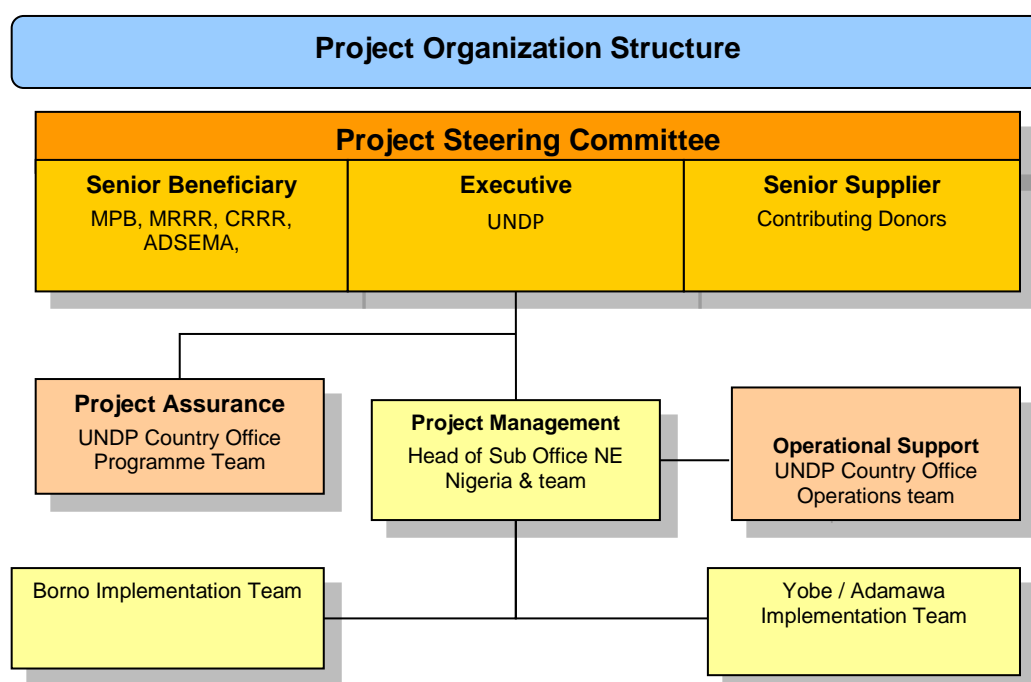 Project Organization Structure
Project Steering Committee
Senior Beneficiary
MPB, MRRR, CRRR,
ADSEMA,
Executive
UNDP
Senior Supplier
Contributing Donors
Project Assurance
UNDP Country Office
Programme Team
Project Management
Head of Sub Office NE
Nigeria & team
Operational Support
UNDP Country Office
Operations team
Borno Implementation Team
Yobe / Adamawa
Implementation Team